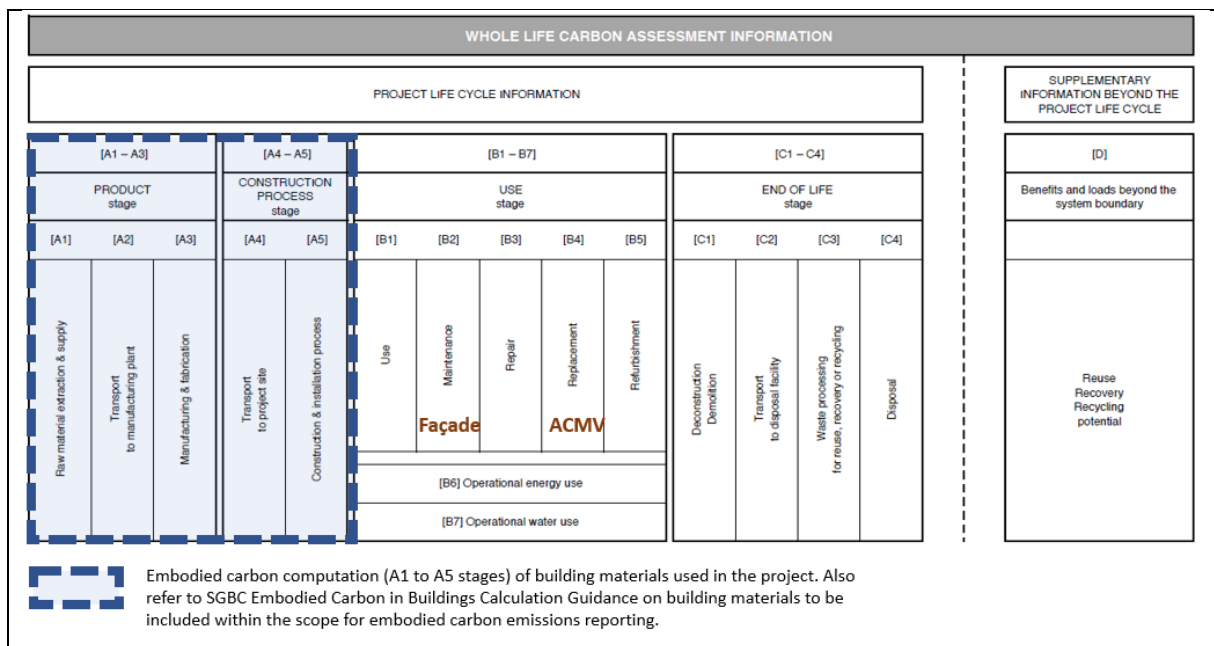 WHOLE LIFE CARBON ASSESSMENT INFORMATION
PROJECT LIFE CYCLE INFORMATION
SUPPLEMENTARY
INFORMATION BEYOND THE
PROJECT LIFE CYCLE
[A1 – A3]
PRODUCT
stage
[A4 – A5]
CONSTRUCTION
PROCESS
stage
[B1 – B7]
USE
stage
[C1 – C4]
END OF LIFE
stage
[D]
Benefits and loads beyond the
system boundary
[A1]
[A2]
[A3]
[A4]
[A5]
[B1]
[B2]
[B3]
[B4]
[B5]
[C1]
[C2]
[C3]
[C4]
Raw material extraction & supply
Transport
to manufacturing plant
Manufacturing & fabrication
Transport
to project site
Construction & installation process
Use
Maintenance
Façade
Repair
Replacement
ACMV
Refurbishment
[B6] Operational energy use
[B7] Operational water use
Deconstruction
Demolition
Transport
to disposal facility
Waste processing
for reuse, recovery or recycling
Disposal
Reuse
Recovery
Recycling
potential
Embodied carbon computation (A1 to A5 stages) of building materials used in the project. Also
refer to SGBC Embodied Carbon in Buildings Calculation Guidance on building materials to be
included within the scope for embodied carbon emissions reporting.